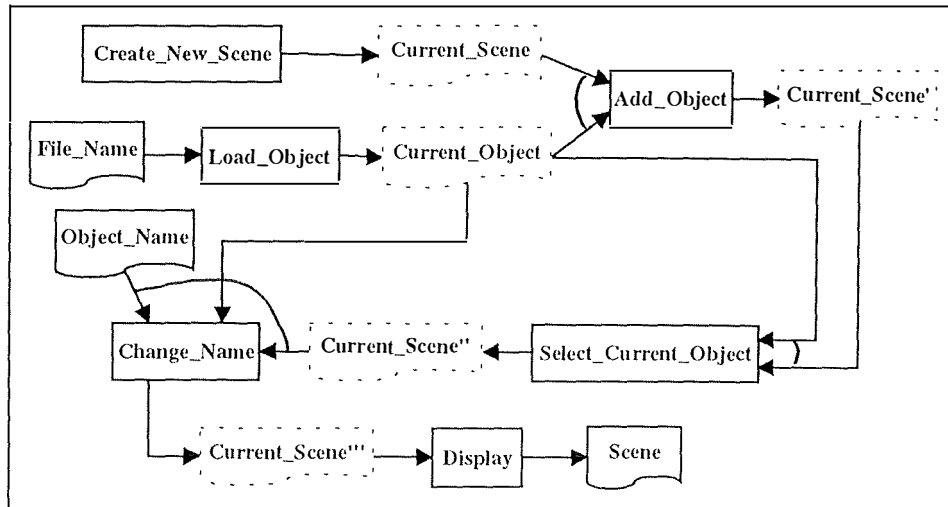 Create_New_Scene
Current_Scene
Add_Object
Current_Scene'
File_Name
Load_Object
Current_Object
Object_Name
Change_Name
Current_Scene''
Select_Current_Object
Current_Scene'''
Display
Scene